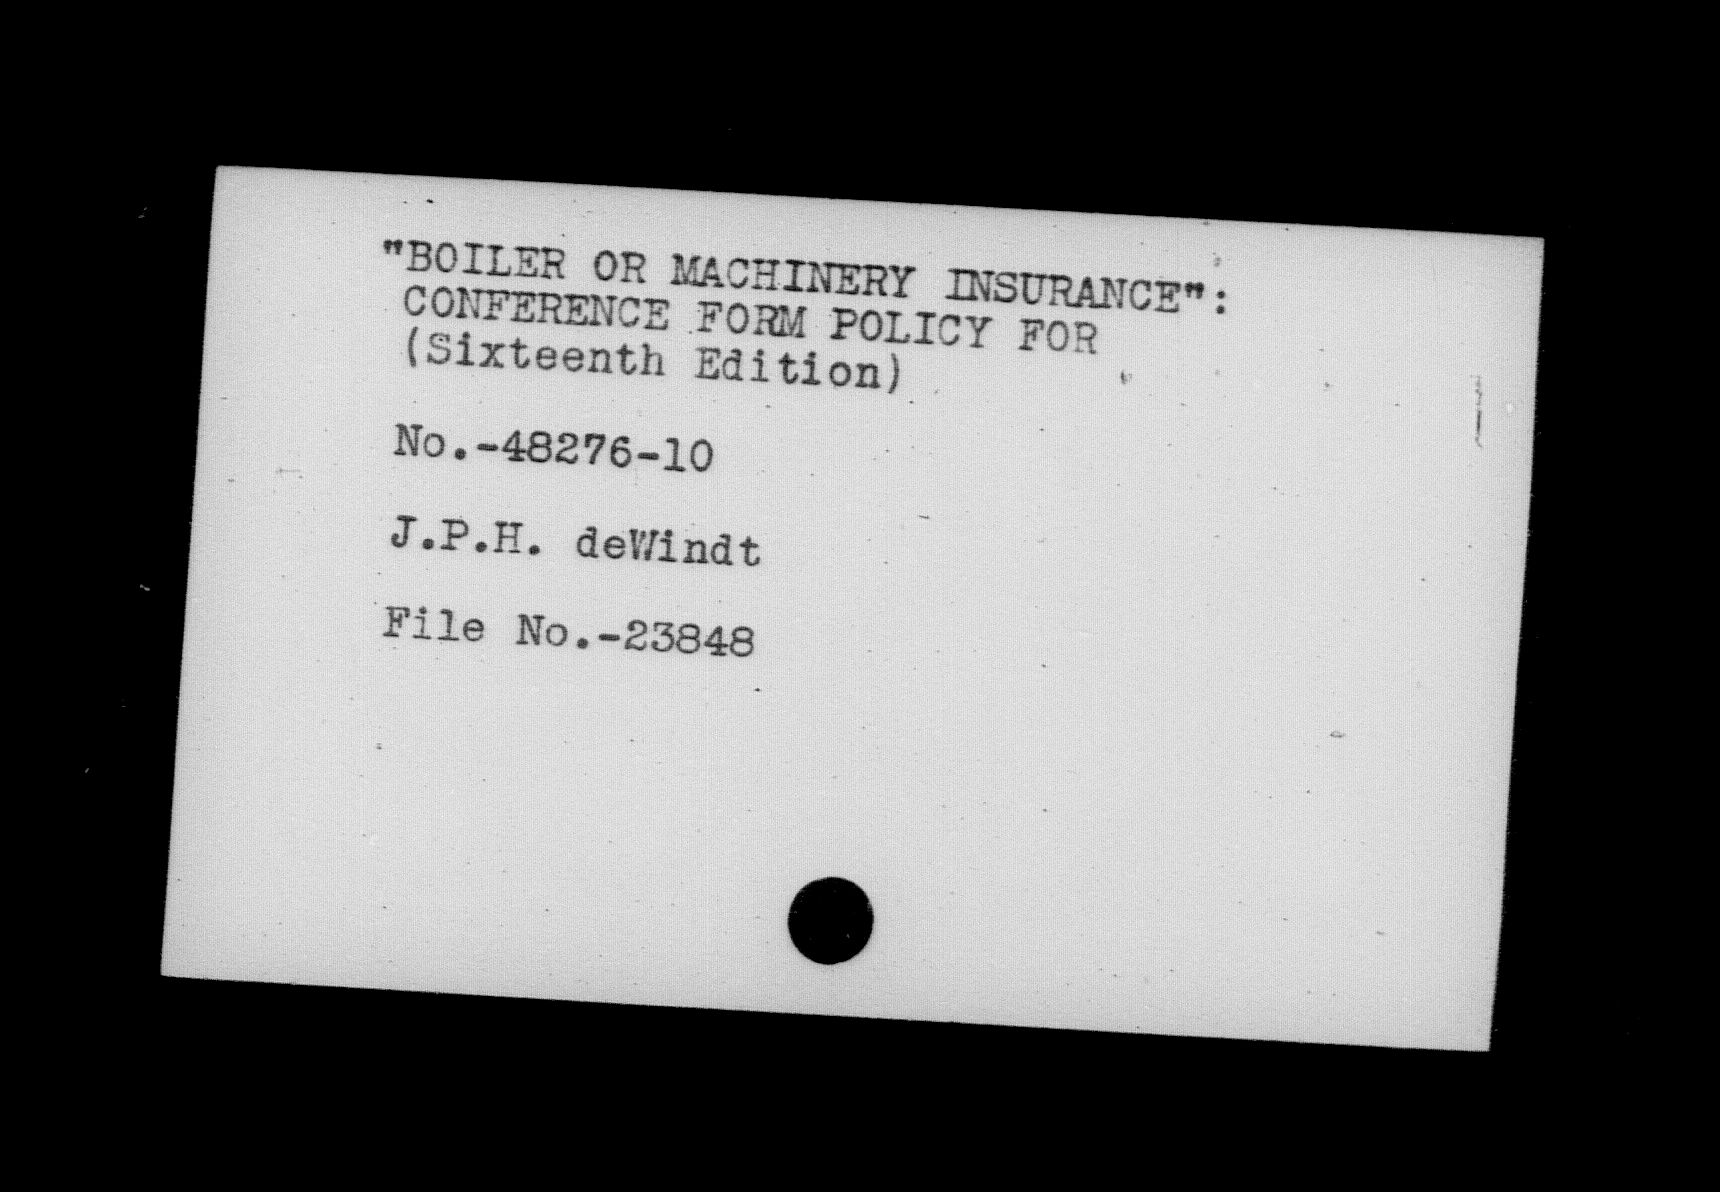 "BOILER OR MACHINERY INSURANCE":
CONFERENCE FORM POLICY FOR
(Sixteenth Edition)
No.-48276-10
J.P.H. deWindt
File No.-23848